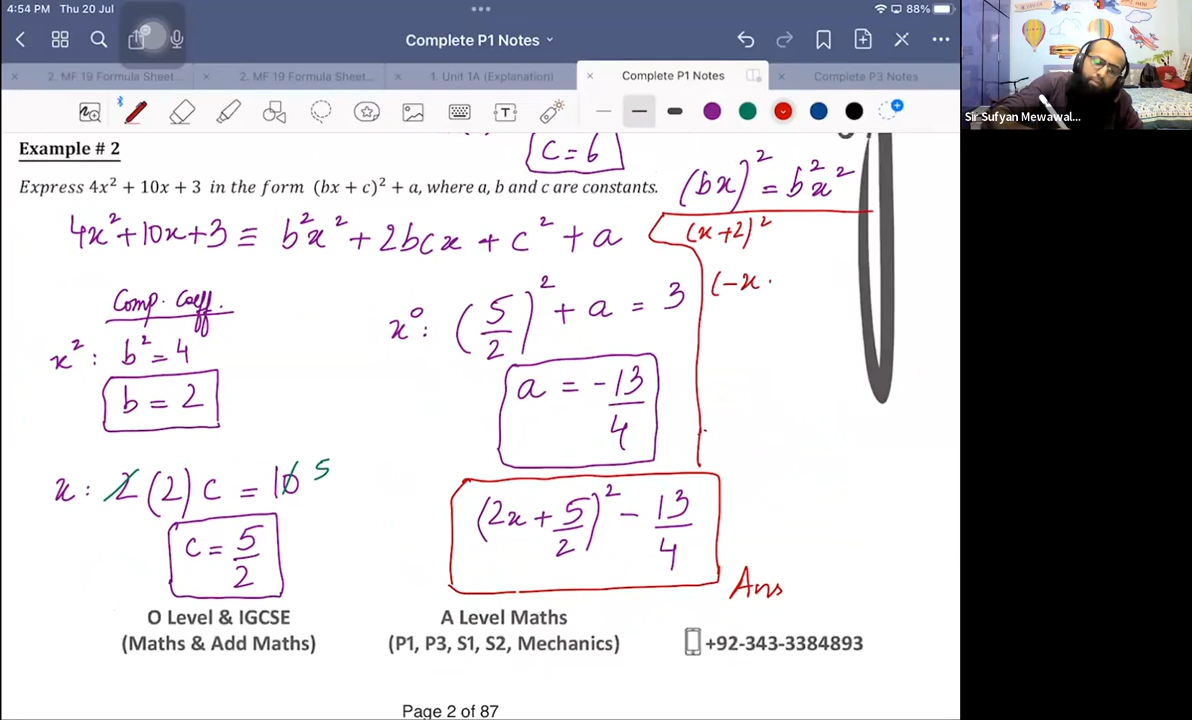 4:54 PM Thu 20 Jul
88%
Complete P1 Notes
2. MF 19 Formula Sheet...
2. MF 19 Formula Sheet...
1. Unit 1A (Explanation)
Complete P1 Notes
Complete P3 Notes
Sir Sufyan Mewawal...
C = 6
Example # 2
Express 4x² + 10x + 3 in the form (bx + c)² + a, where a, b and c are constants.
(bx)² = b²x²
4x² + 10x + 3 ≡ b²x² + 2bcx + c² + a
(x + 2)²
(-x
Comp. Coeff.
x² : b² = 4
b = 2
x⁰ : (5/2)² + a = 3
a = -13/4
x : 2(2)c = 10 5
c = 5/2
(2x + 5/2)² - 13/4
Ans
O Level & IGCSE
(Maths & Add Maths)
A Level Maths
(P1, P3, S1, S2, Mechanics)
+92-343-3384893
Page 2 of 87